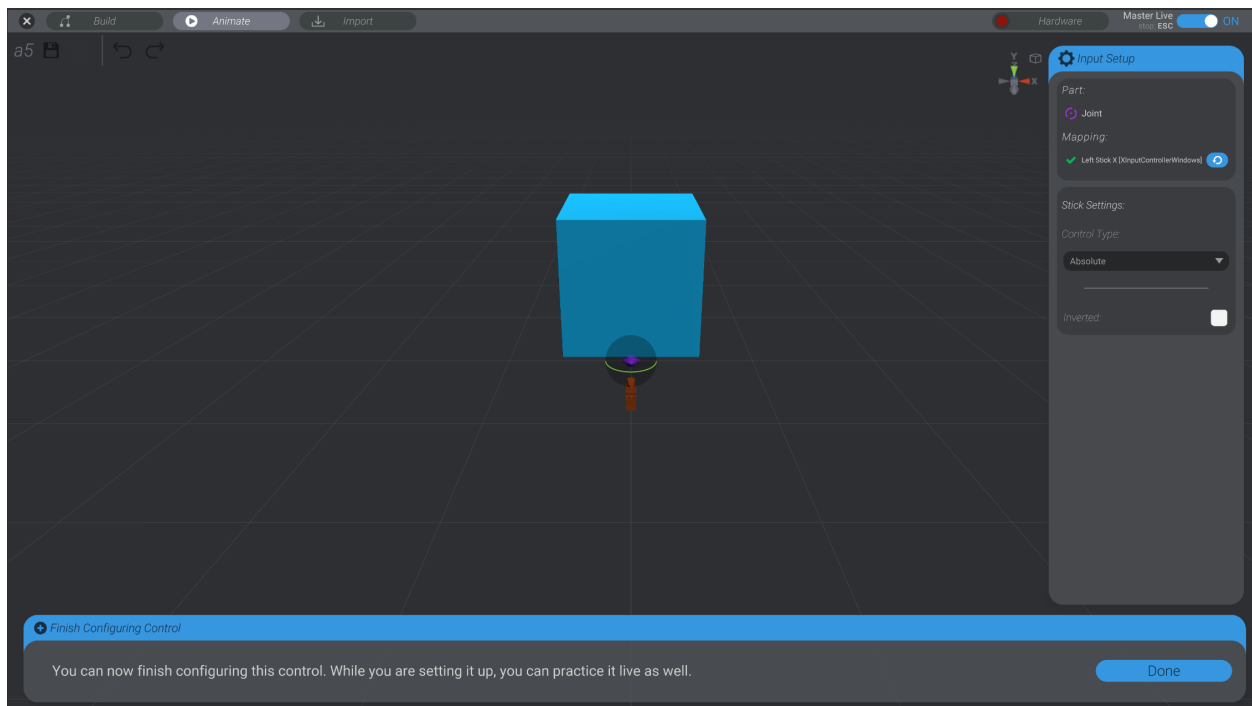 Build
Animate
Import
Hardware
Master Live
stop: ESC
ON
a5
Y
X
Input Setup
Part:
Joint
Mapping:
Left Stick X [XInputControllerWindows]
Stick Settings:
Control Type:
Absolute
Inverted:
Finish Configuring Control
You can now finish configuring this control. While you are setting it up, you can practice it live as well.
Done